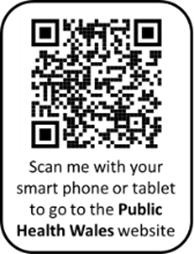 Scan me with your
smart phone or tablet
to go to the Public
Health Wales website